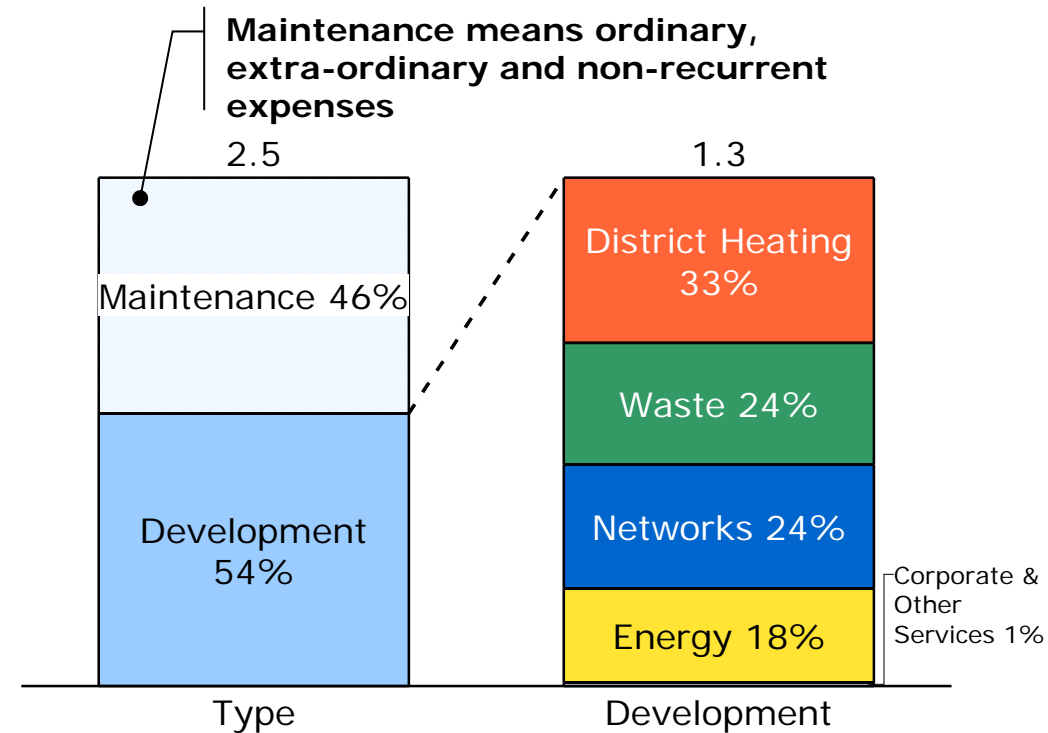 Maintenance means ordinary,
extra-ordinary and non-recurrent
expenses
2.5
1.3
Maintenance 46%
Development
54%
District Heating
33%
Waste 24%
Networks 24%
Energy 18%
Corporate &
Other
Services 1%
Type
Development